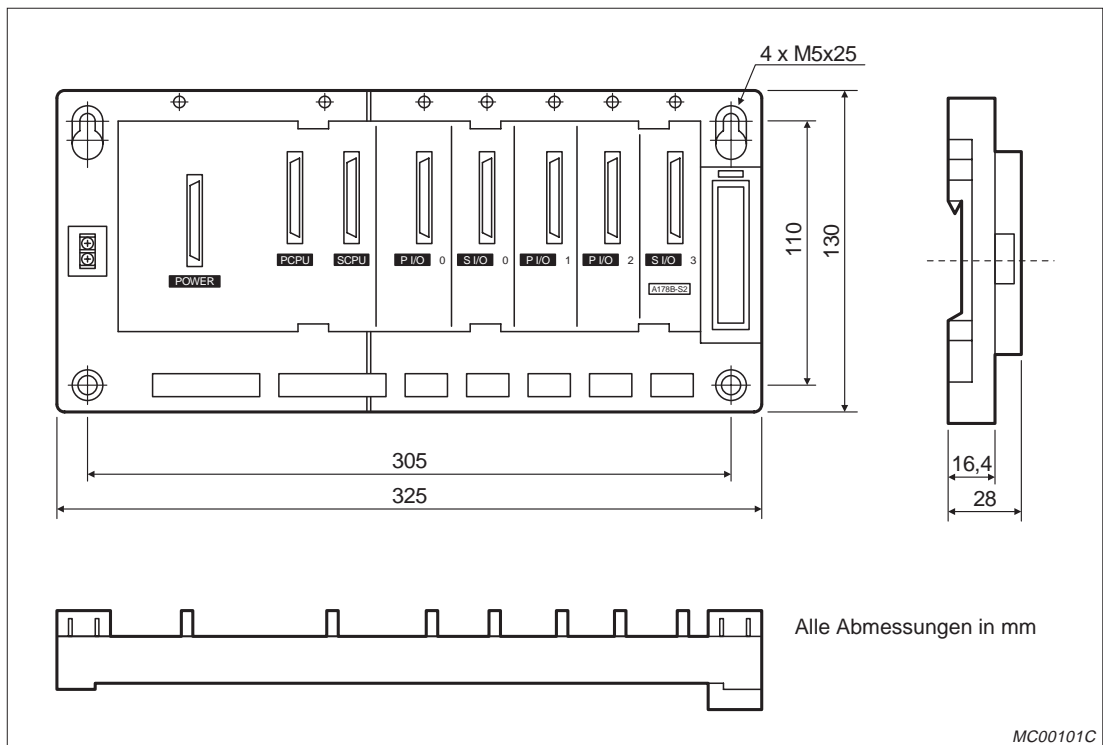 4 x M5x25
PCPU SCPU P I/O 0 S I/O 0 P I/O 1 P I/O 2 S I/O 3
POWER
A178B-S2
110
130
305
325
16,4
28
Alle Abmessungen in mm
MC00101C